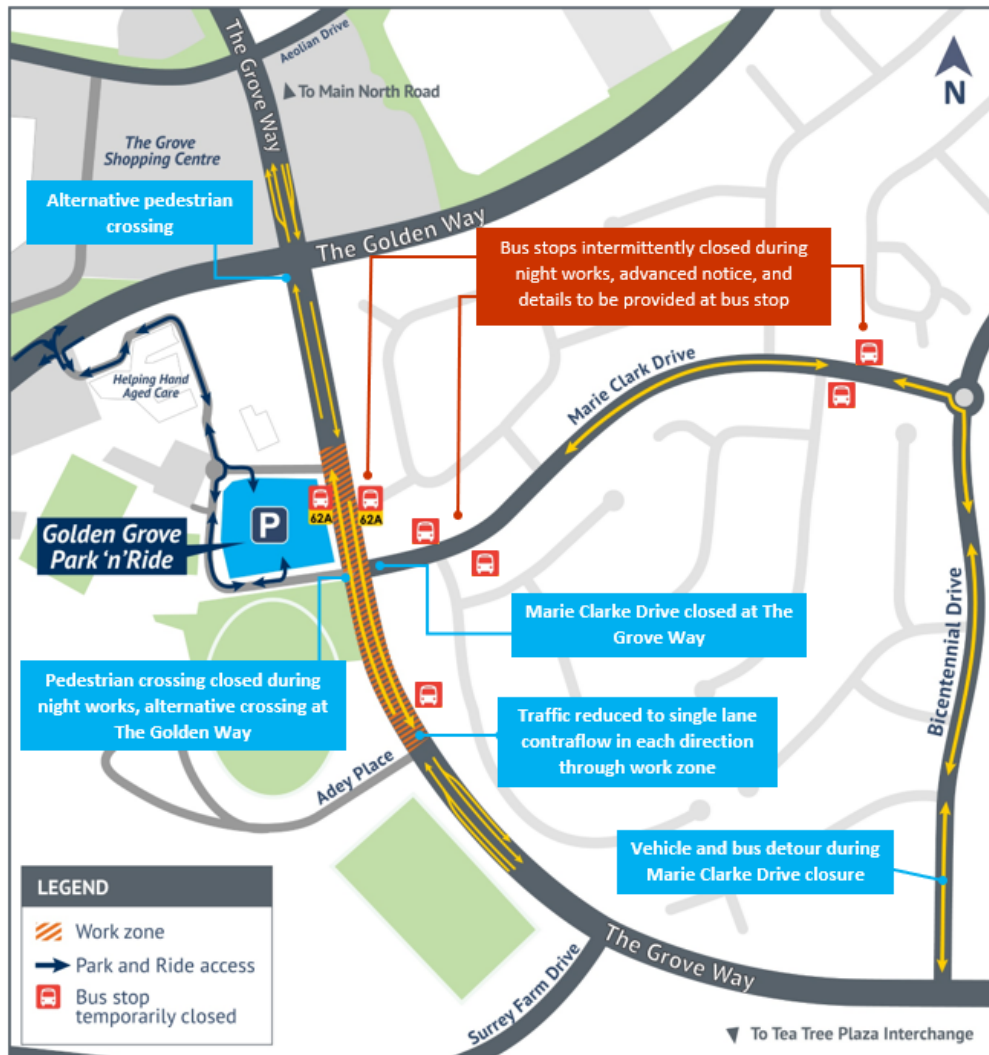 The Grove Way
Aeolian Drive
To Main North Road
N
The Grove
Shopping Centre
Alternative pedestrian
crossing
The Golden Way
Bus stops intermittently closed during
night works, advanced notice, and
details to be provided at bus stop
Helping Hand
Aged Care
Marie Clark Drive
Golden Grove
Park 'n'Ride
P
62A
62A
Marie Clarke Drive closed at The
Grove Way
Pedestrian crossing closed during
night works, alternative crossing at
The Golden Way
Traffic reduced to single lane
contraflow in each direction
through work zone
Bicentennial Drive
Adey Place
Vehicle and bus detour during
Marie Clarke Drive closure
LEGEND
Work zone
Park and Ride access
Bus stop
temporarily closed
The Grove Way
Surrey Farm Drive
To Tea Tree Plaza Interchange